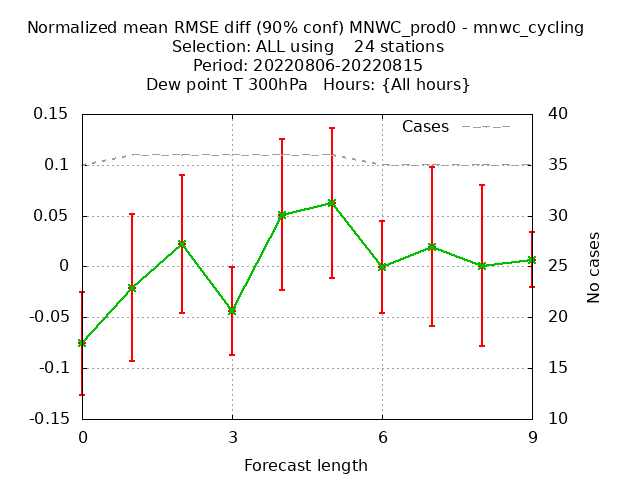 Normalized mean RMSE diff (90% conf) MNWC_prod0 - mnwc_cycling
Selection: ALL using    24 stations
Period: 20220806-20220815
Dew point T 300hPa   Hours: {All hours}
0.15
0.1
0.05
0
-0.05
-0.1
-0.15
Cases
40
35
30
25
20
15
10
No cases
0
3
6
9
Forecast length